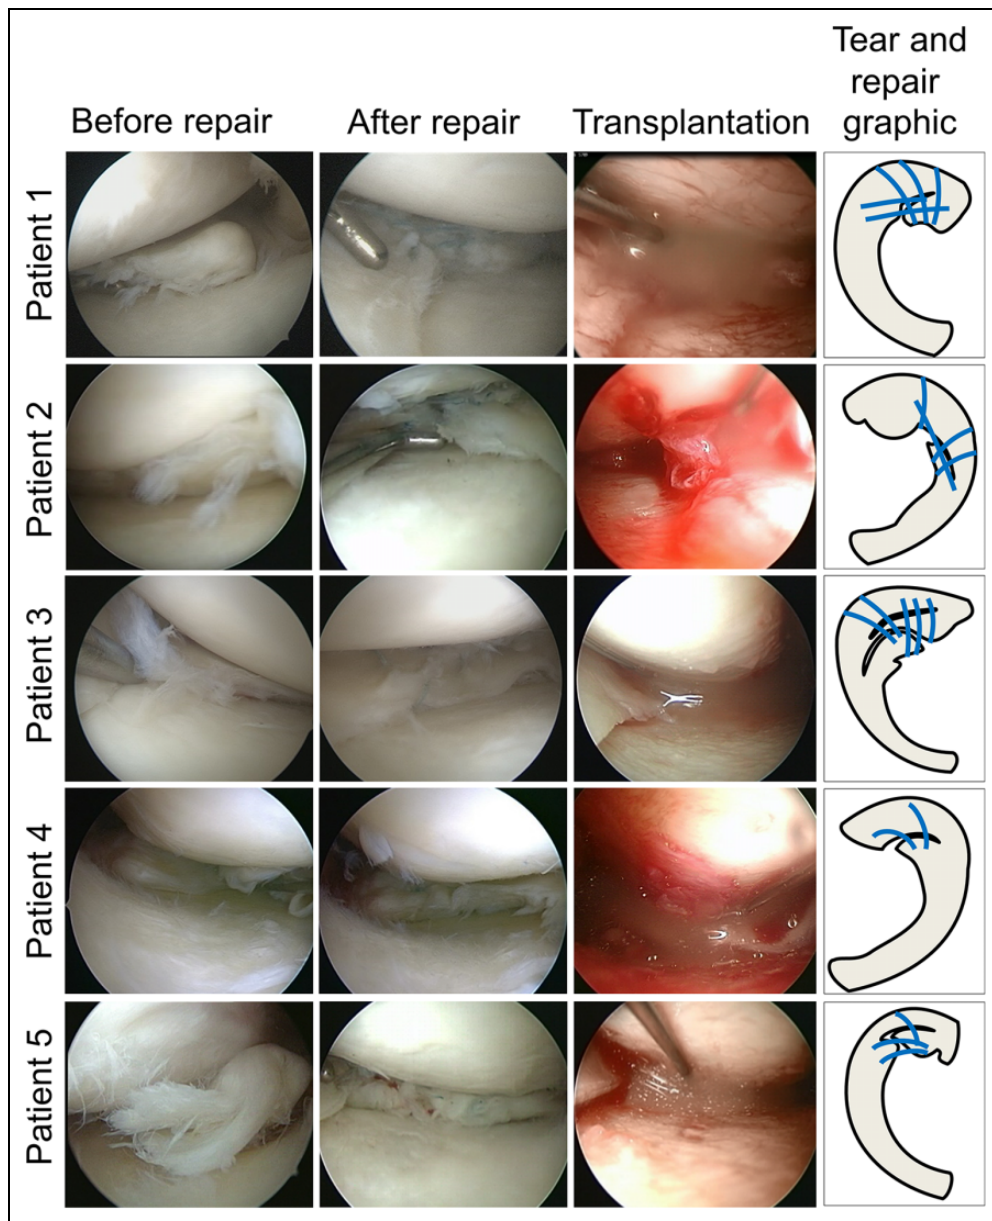 Tear and
repair
graphic
Before repair
After repair
Transplantation
Patient 1
Patient 2
Patient 3
Patient 4
Patient 5